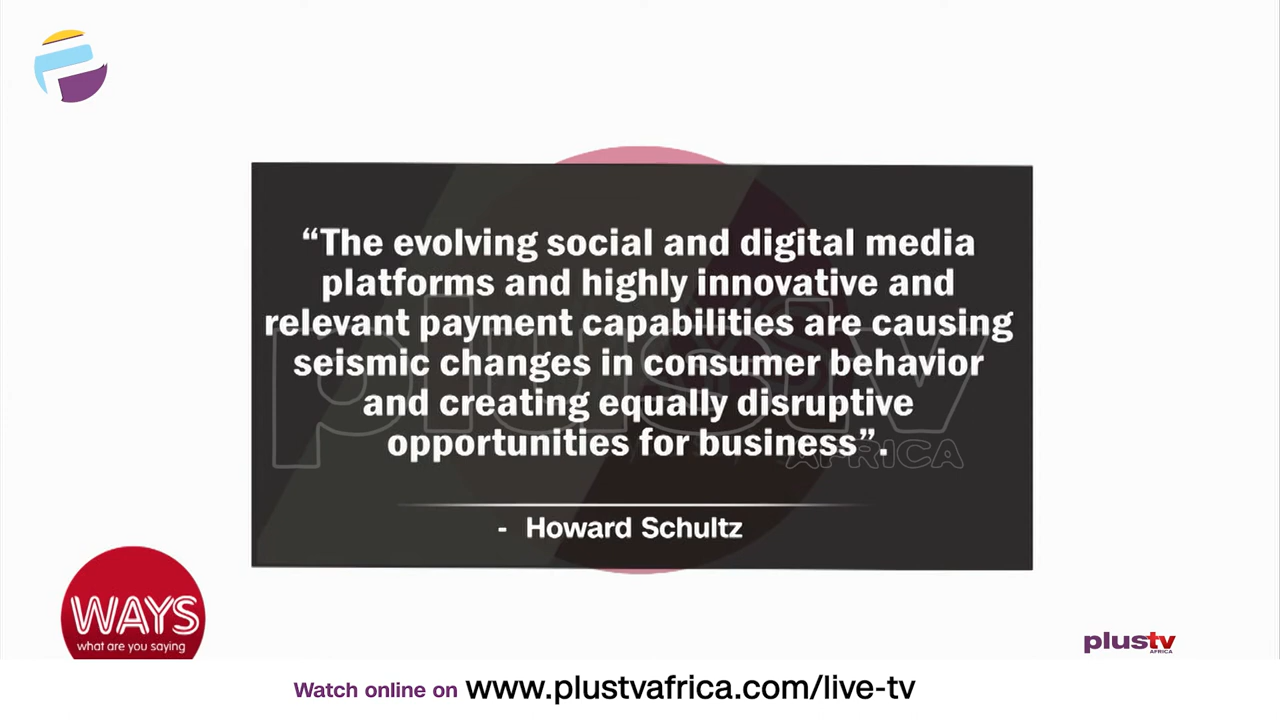 “The evolving social and digital media
platforms and highly innovative and
relevant payment capabilities are causing
seismic changes in consumer behavior
and creating equally disruptive
opportunities for business”.
- Howard Schultz
plustv
AFRICA
WAYS
what are you saying
plustv
AFRICA
Watch online on www.plustvafrica.com/live-tv